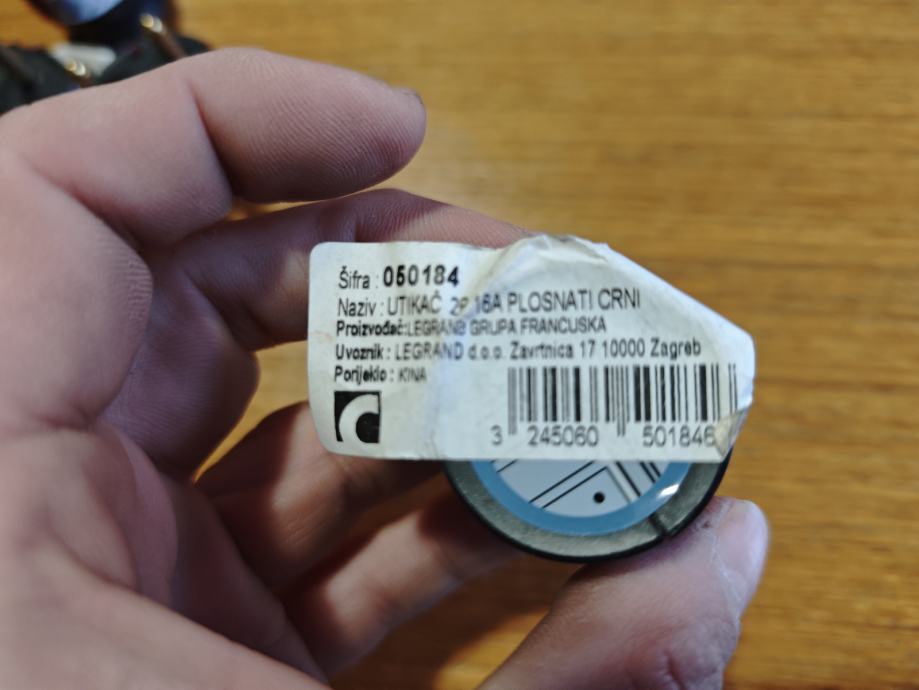 Šifra : 050184
Naziv : UTIKAČ 2P 16A PLOSNATI CRNI
Proizvođač:LEGRAND GRUPA FRANCUSKA
Uvoznik : LEGRAND d.o.o. Zavrtnica 17 10000 Zagreb
Porijeklo : KINA
3 245060 501846